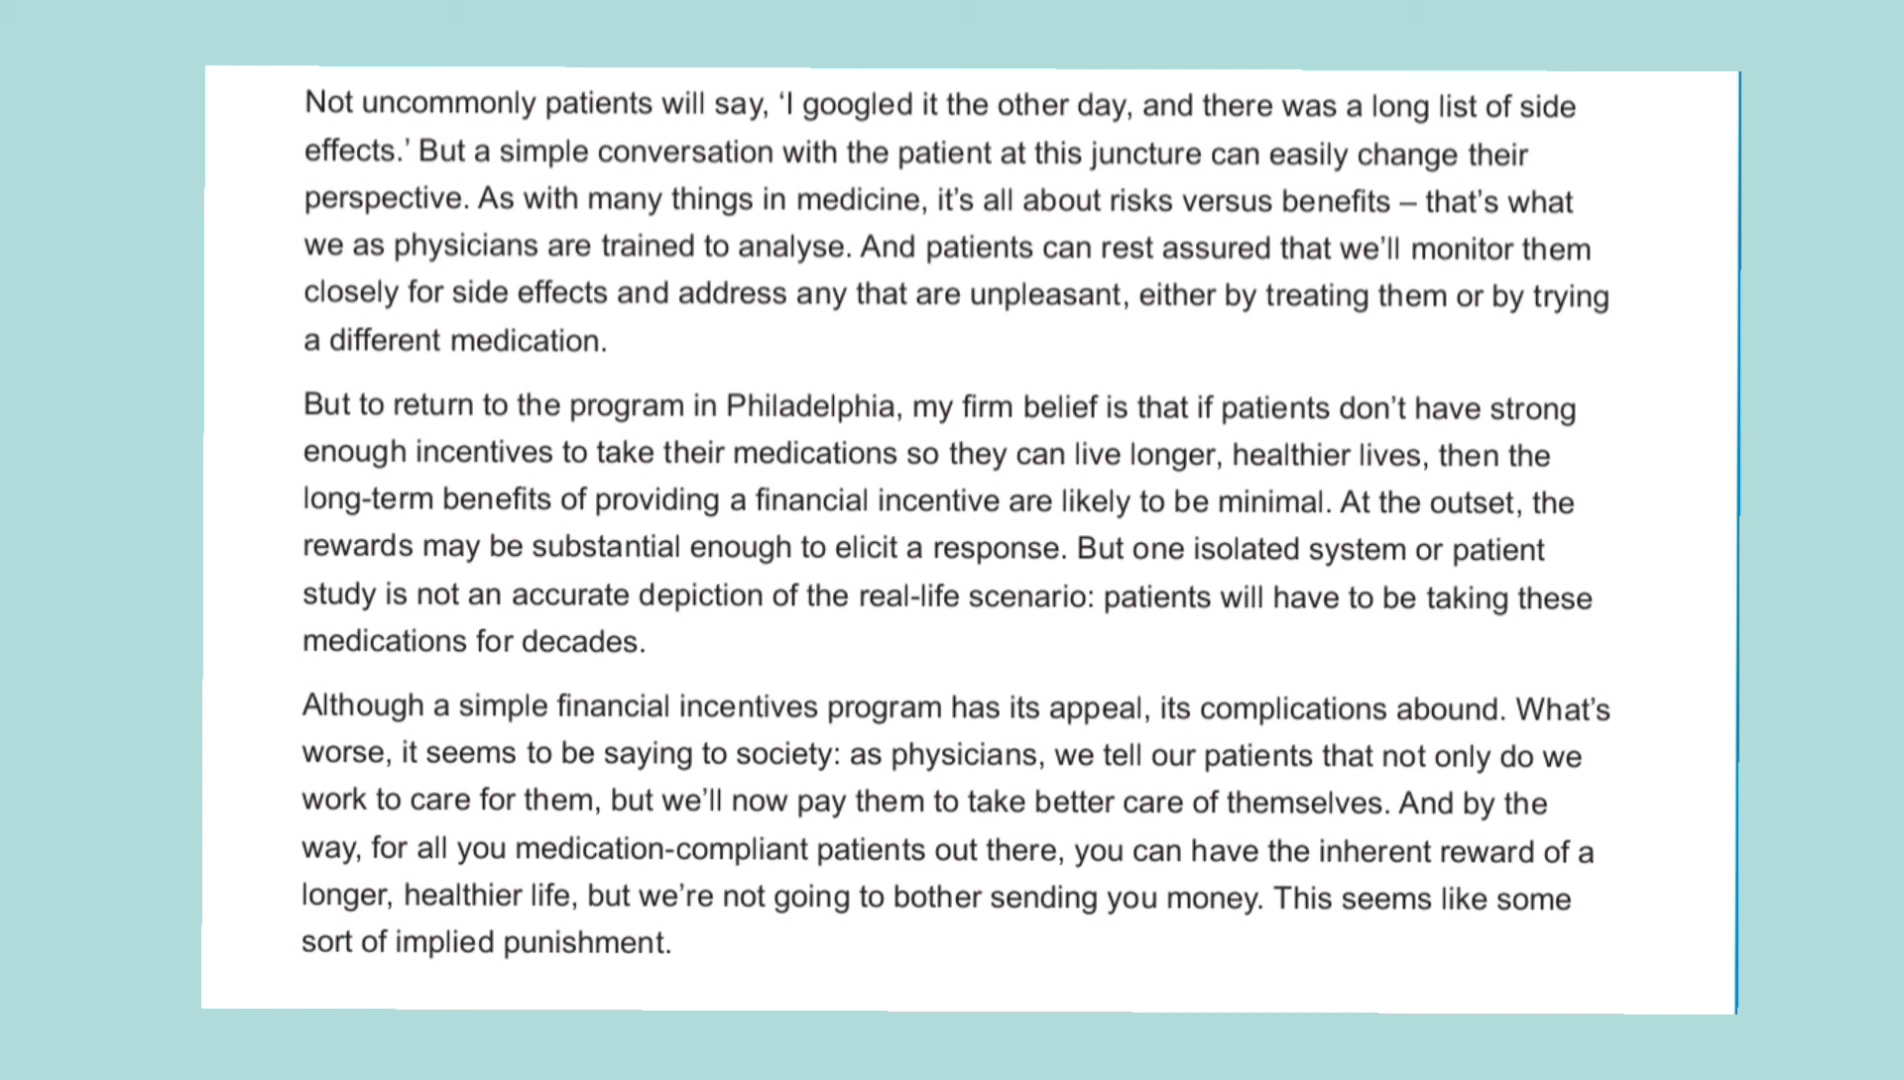 Not uncommonly patients will say, ‘I googled it the other day, and there was a long list of side
effects.’ But a simple conversation with the patient at this juncture can easily change their
perspective. As with many things in medicine, it’s all about risks versus benefits – that’s what
we as physicians are trained to analyse. And patients can rest assured that we’ll monitor them
closely for side effects and address any that are unpleasant, either by treating them or by trying
a different medication.
But to return to the program in Philadelphia, my firm belief is that if patients don’t have strong
enough incentives to take their medications so they can live longer, healthier lives, then the
long-term benefits of providing a financial incentive are likely to be minimal. At the outset, the
rewards may be substantial enough to elicit a response. But one isolated system or patient
study is not an accurate depiction of the real-life scenario: patients will have to be taking these
medications for decades.
Although a simple financial incentives program has its appeal, its complications abound. What’s
worse, it seems to be saying to society: as physicians, we tell our patients that not only do we
work to care for them, but we’ll now pay them to take better care of themselves. And by the
way, for all you medication-compliant patients out there, you can have the inherent reward of a
longer, healthier life, but we’re not going to bother sending you money. This seems like some
sort of implied punishment.